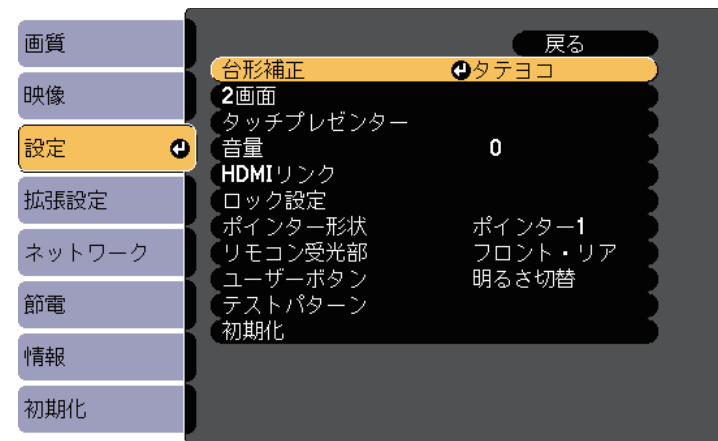 画質
映像
設定
拡張設定
ネットワーク
節電
情報
初期化
戻る
台形補正 タテヨコ
2画面
タッチプレゼンター
音量 0
HDMIリンク
ロック設定
ポインター形状 ポインター1
リモコン受光部 フロント・リア
ユーザーボタン 明るさ切替
テストパターン
初期化